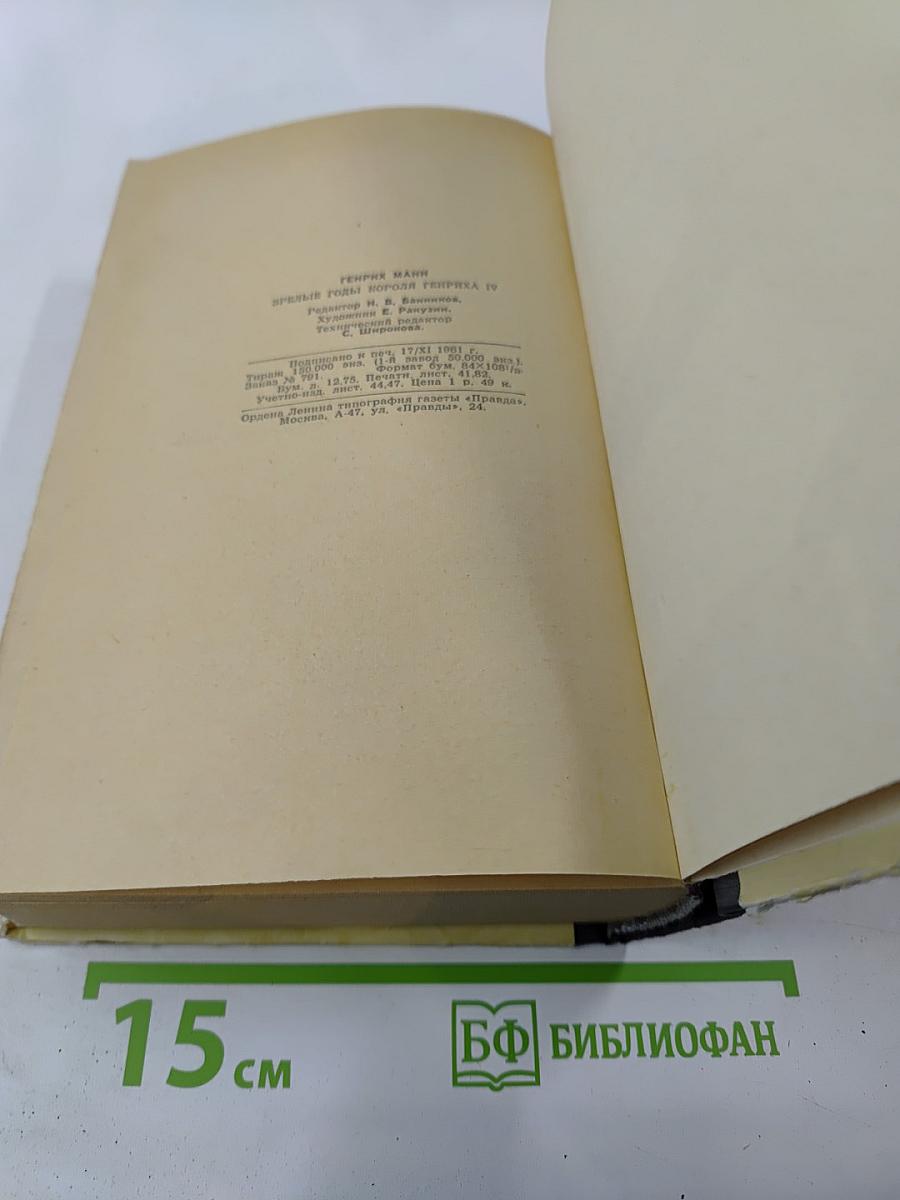 ГЕНРИХ МАНН
ЗРЕЛЫЕ ГОДЫ КОРОЛЯ ГЕНРИХА IV
Редактор Н. В. Банников.
Художник Е. Ракузин.
Технический редактор
С. Широкова.
Подписано к печ. 17/XI 1961 г.
Тираж 150.000 экз. (1-й завод 50.000 экз.).
Заказ № 791. Формат бум. 84×108¹/₃₂
Бум. л. 12,75. Печатн. лист. 41,82.
Учетно-изд. лист. 44,47. Цена 1 р. 49 к.
Ордена Ленина типография газеты «Правда»,
Москва, А-47, ул. «Правды», 24.
15 см
БФ БИБЛИОФАН